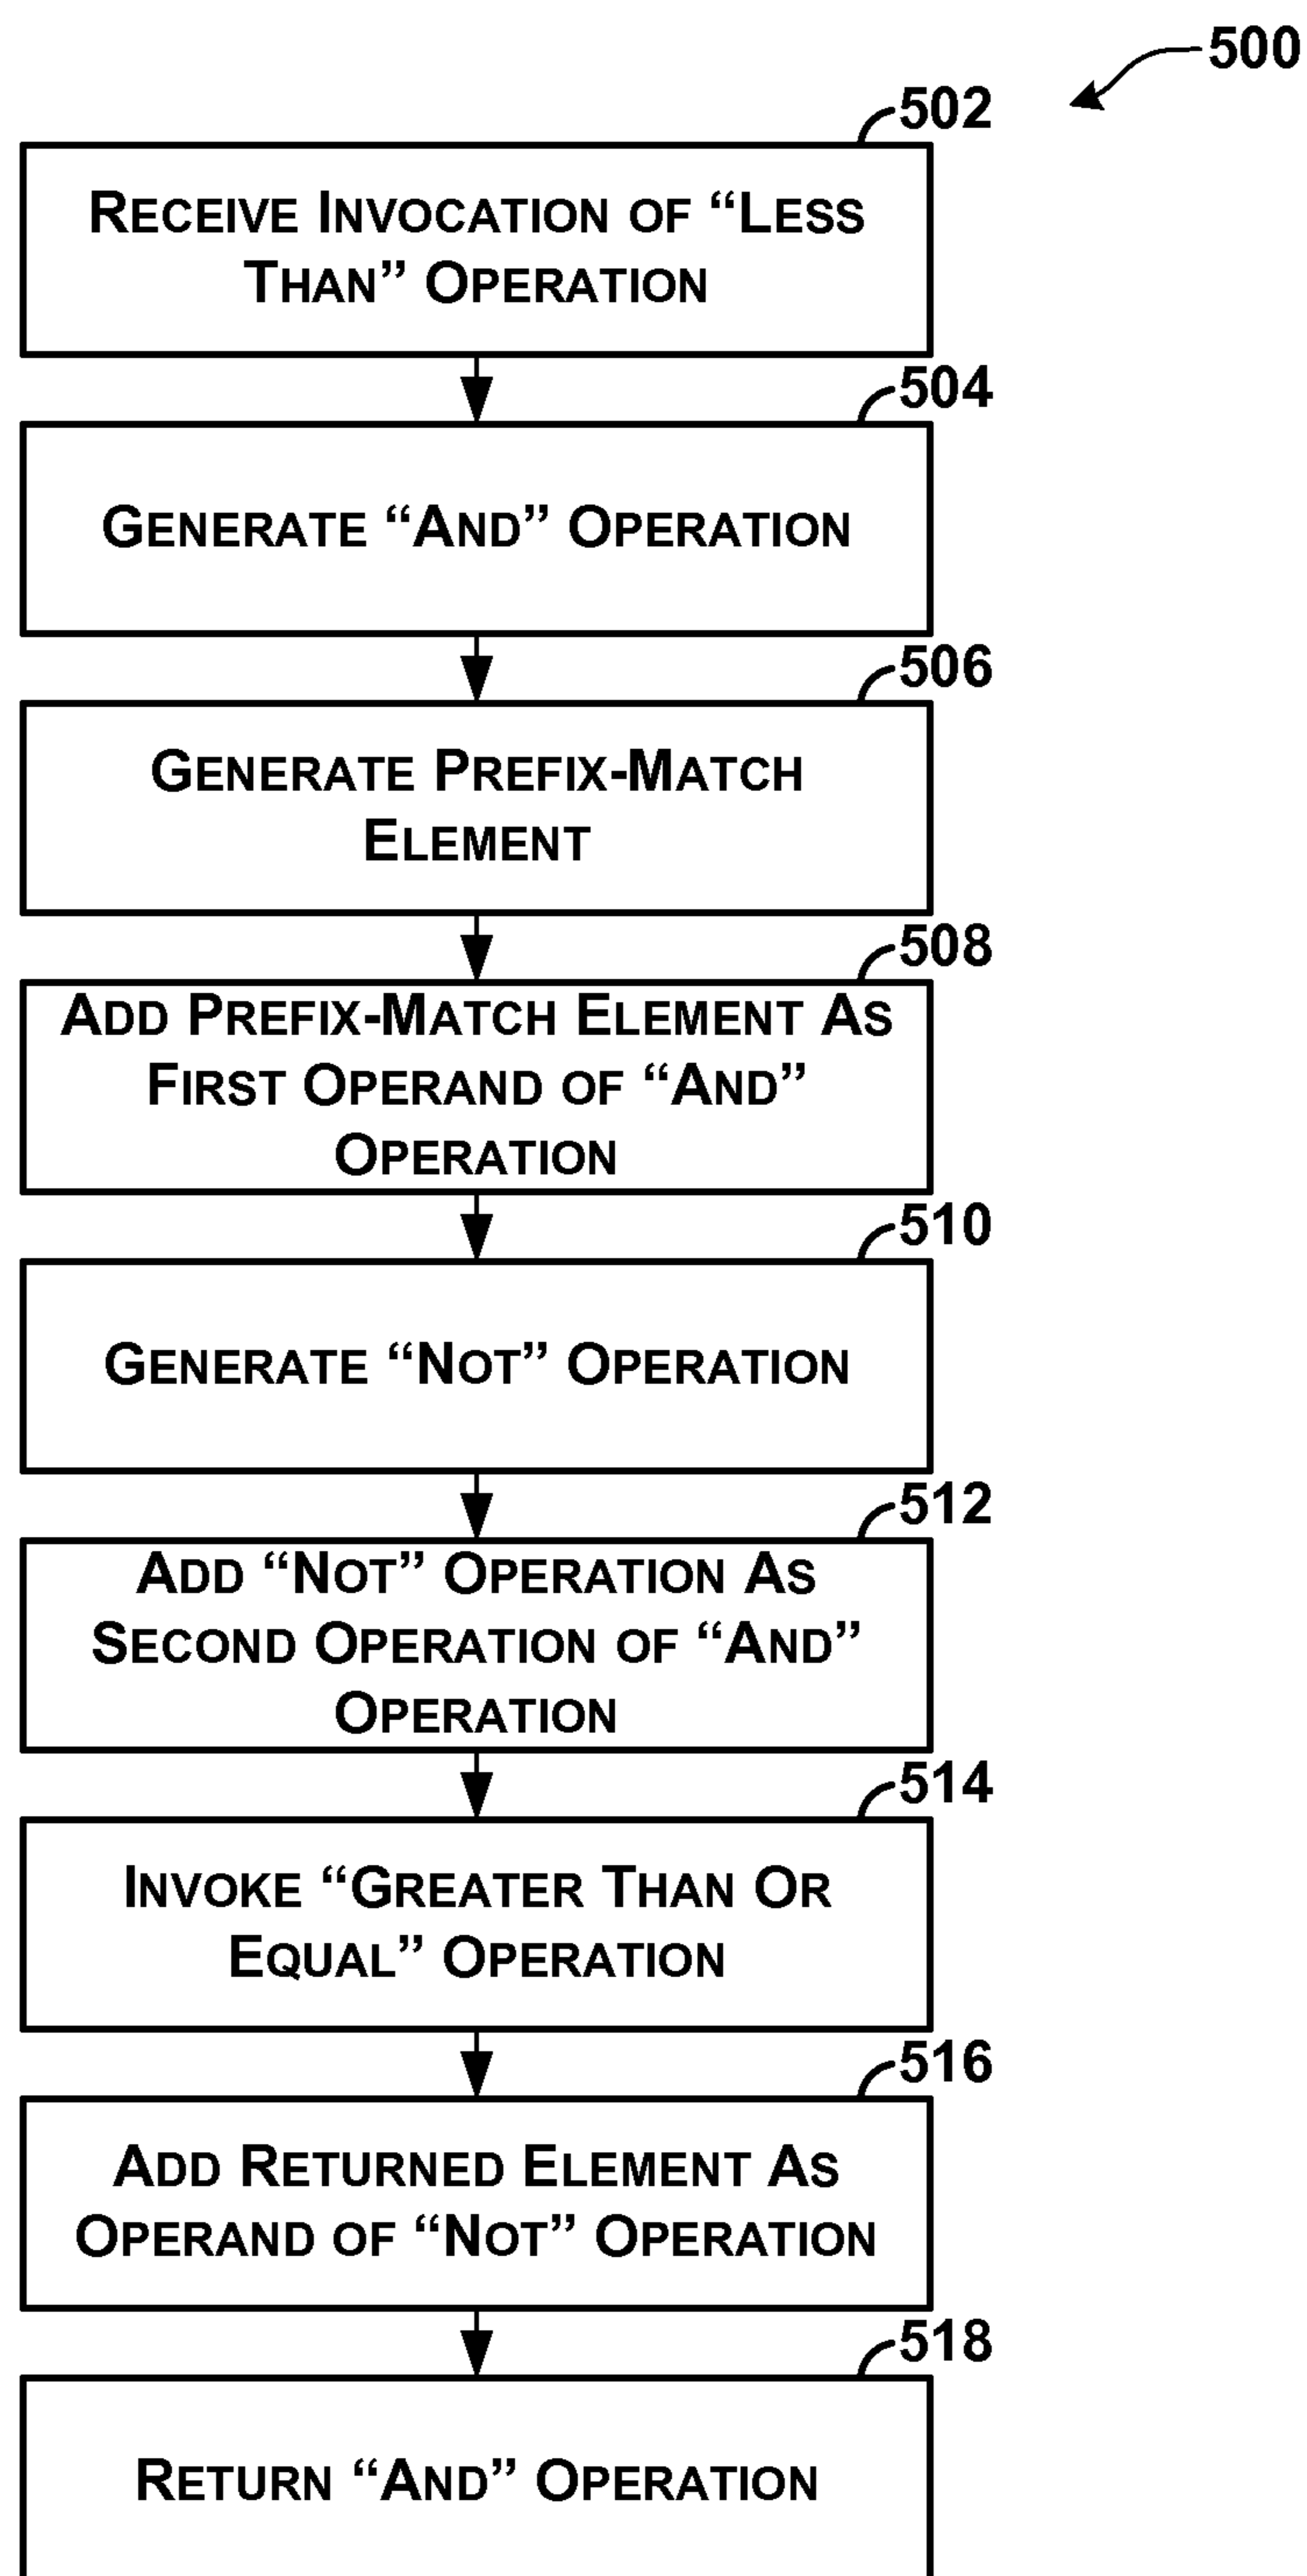 500
502
RECEIVE INVOCATION OF “LESS
THAN” OPERATION
504
GENERATE “AND” OPERATION
506
GENERATE PREFIX-MATCH
ELEMENT
508
ADD PREFIX-MATCH ELEMENT AS
FIRST OPERAND OF “AND”
OPERATION
510
GENERATE “NOT” OPERATION
512
ADD “NOT” OPERATION AS
SECOND OPERATION OF “AND”
OPERATION
514
INVOKE “GREATER THAN OR
EQUAL” OPERATION
516
ADD RETURNED ELEMENT AS
OPERAND OF “NOT” OPERATION
518
RETURN “AND” OPERATION